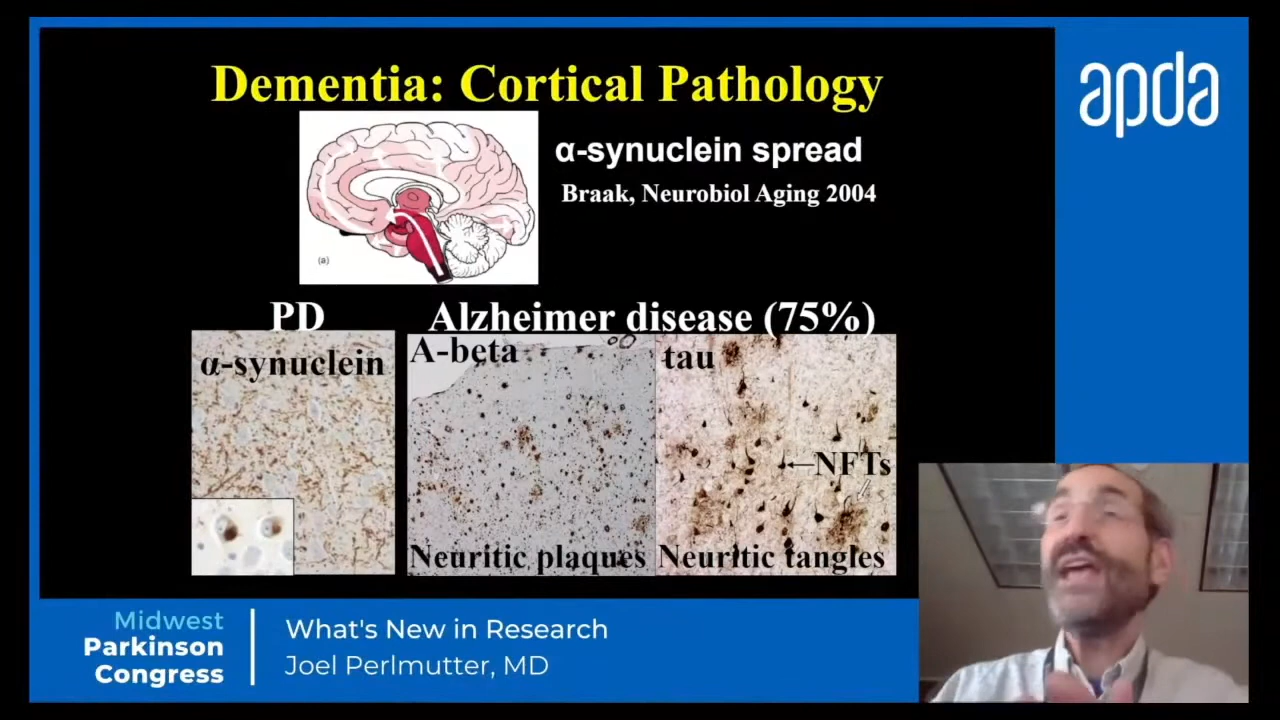 Dementia: Cortical Pathology
apda
α-synuclein spread
Braak, Neurobiol Aging 2004
(a)
PD
Alzheimer disease (75%)
α-synuclein
A-beta
tau
←NFTs
Neuritic plaques
Neuritic tangles
Midwest
Parkinson
Congress
What's New in Research
Joel Perlmutter, MD